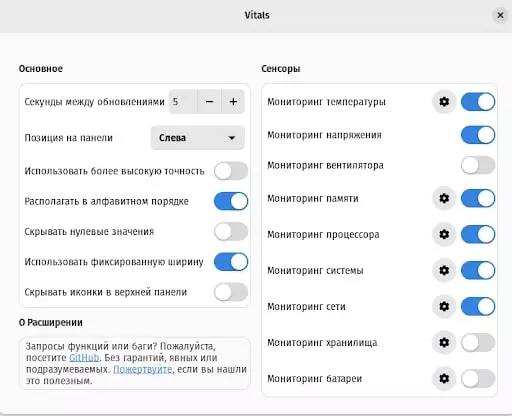 Vitals
Основное
Секунды между обновлениями 5
Позиция на панели Слева
Использовать более высокую точность
Располагать в алфавитном порядке
Скрывать нулевые значения
Использовать фиксированную ширину
Скрывать иконки в верхней панели
О Расширении
Запросы функций или баги? Пожалуйста,
посетите GitHub. Без гарантий, явных или
подразумеваемых. Пожертвуйте, если вы нашли
это полезным.
Сенсоры
Мониторинг температуры
Мониторинг напряжения
Мониторинг вентилятора
Мониторинг памяти
Мониторинг процессора
Мониторинг системы
Мониторинг сети
Мониторинг хранилища
Мониторинг батареи